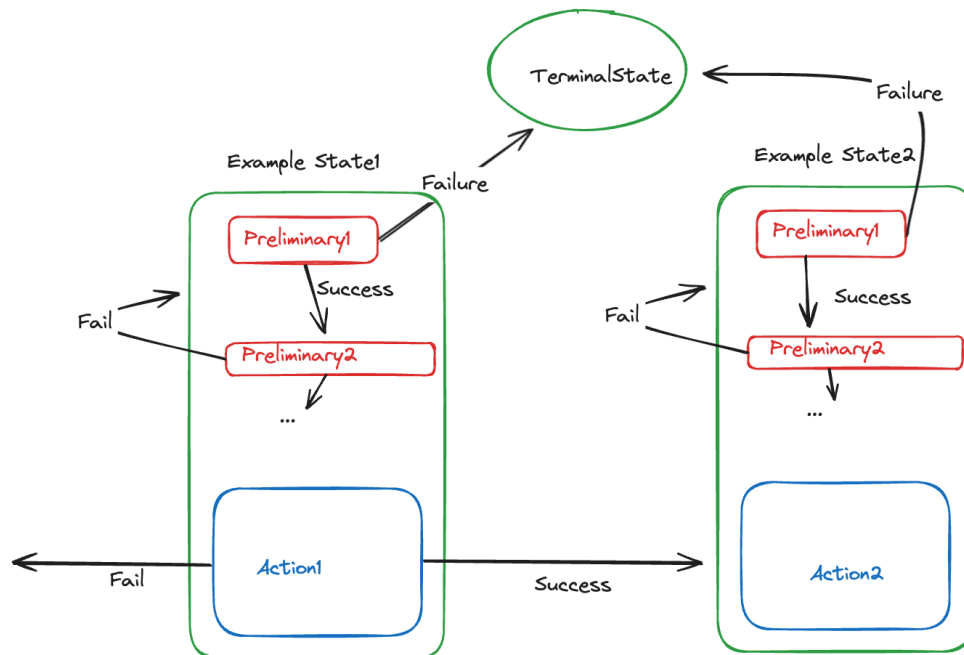 TerminalState
Failure
Example State1
Example State2
Failure
Preliminary1
Preliminary1
Success
Success
Fail
Fail
Preliminary2
Preliminary2
...
...
Action1
Action2
Fail
Success